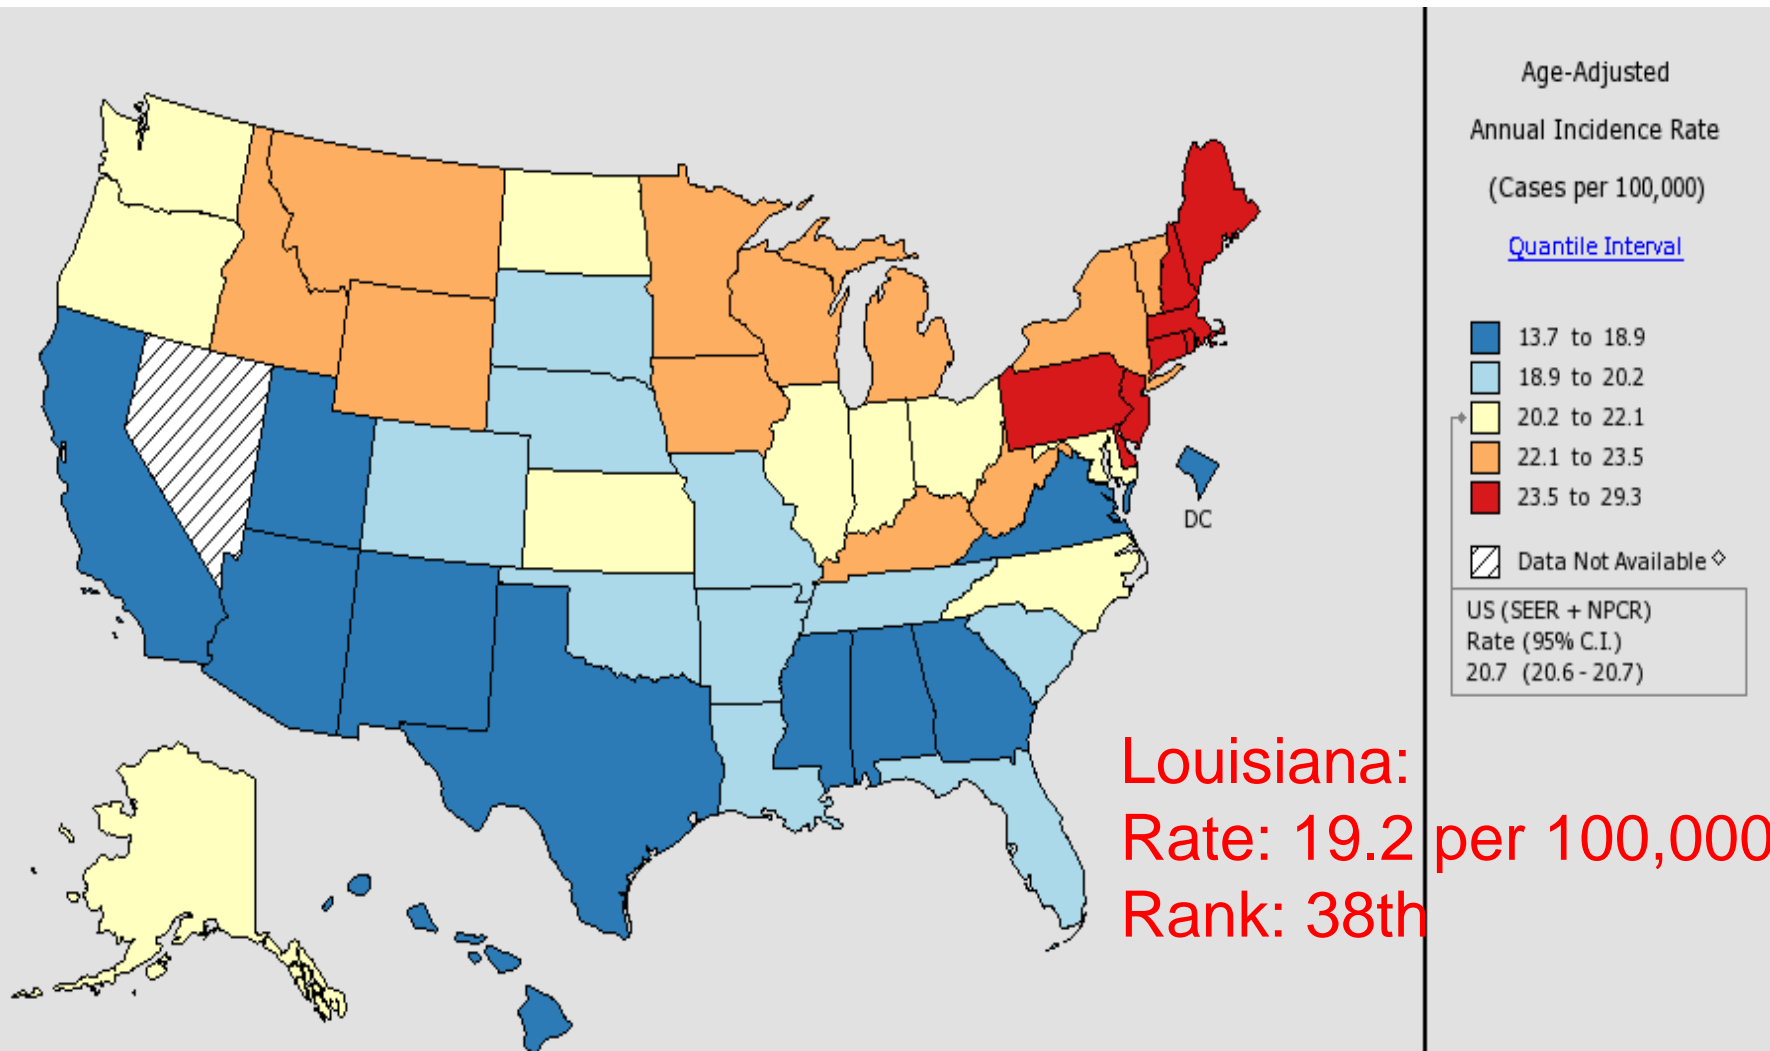 Age-Adjusted
Annual Incidence Rate
(Cases per 100,000)
Quantile Interval
13.7 to 18.9
18.9 to 20.2
20.2 to 22.1
22.1 to 23.5
23.5 to 29.3
Data Not Available ◊
US (SEER + NPCR)
Rate (95% C.I.)
20.7 (20.6 - 20.7)
DC
Louisiana:
Rate: 19.2 per 100,000
Rank: 38th